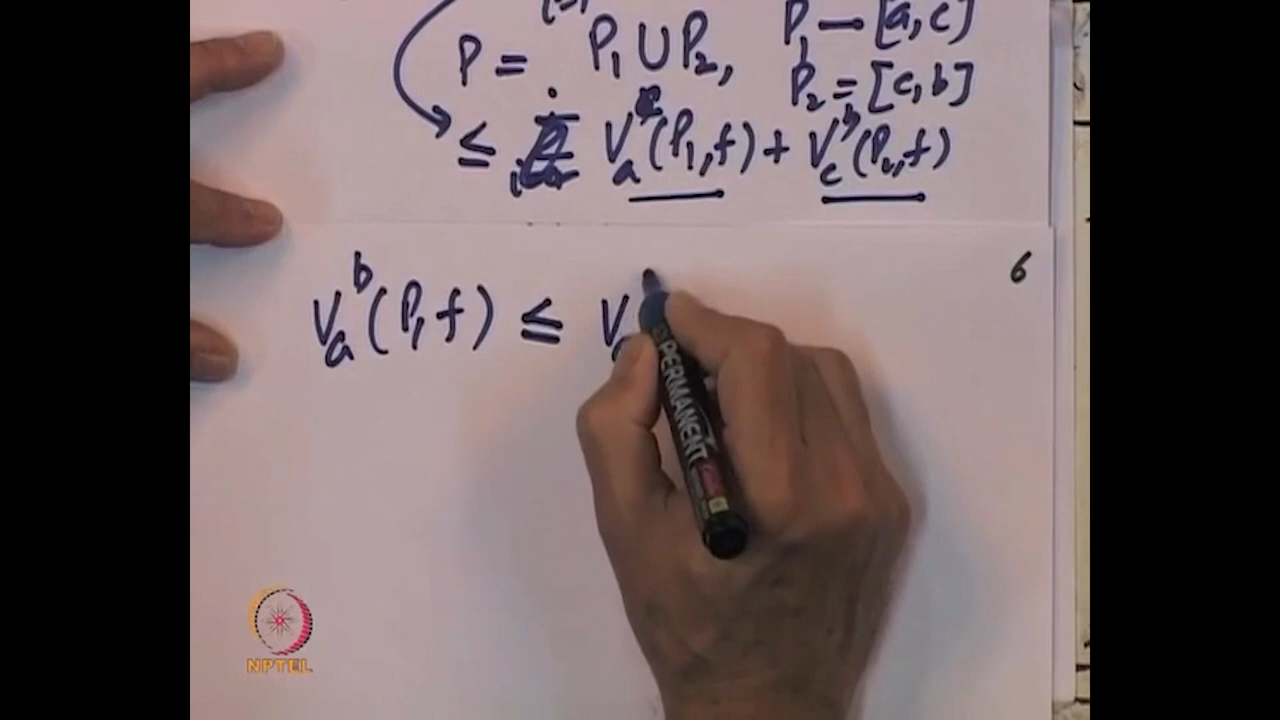 P = P₁ ∪ P₂, P₁ — [a, c]
P₂ = [c, b]
≤ V_a^c (P₁, f) + V_c^b (P₂, f)
6
V_a^b (P, f) ≤ V
PERMANENT
NPTEL